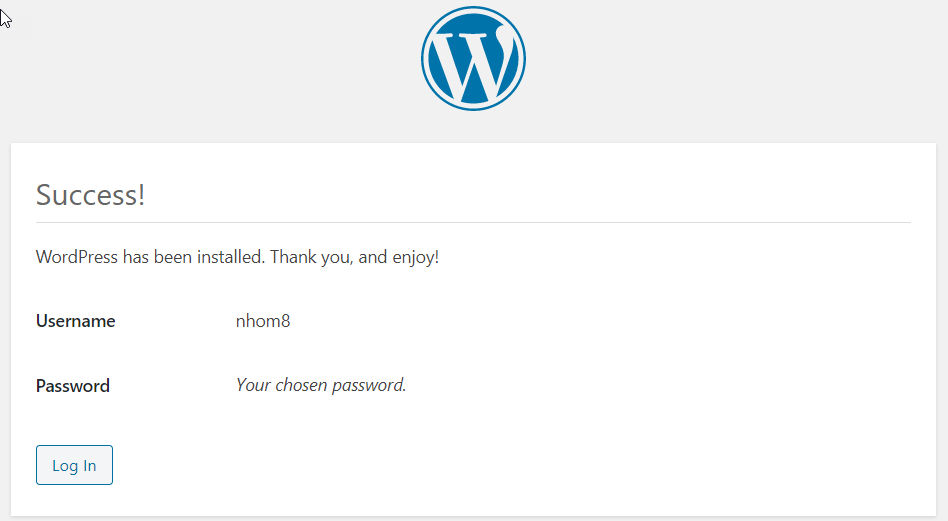 W
Success!
WordPress has been installed. Thank you, and enjoy!
Username nhom8
Password Your chosen password.
Log In